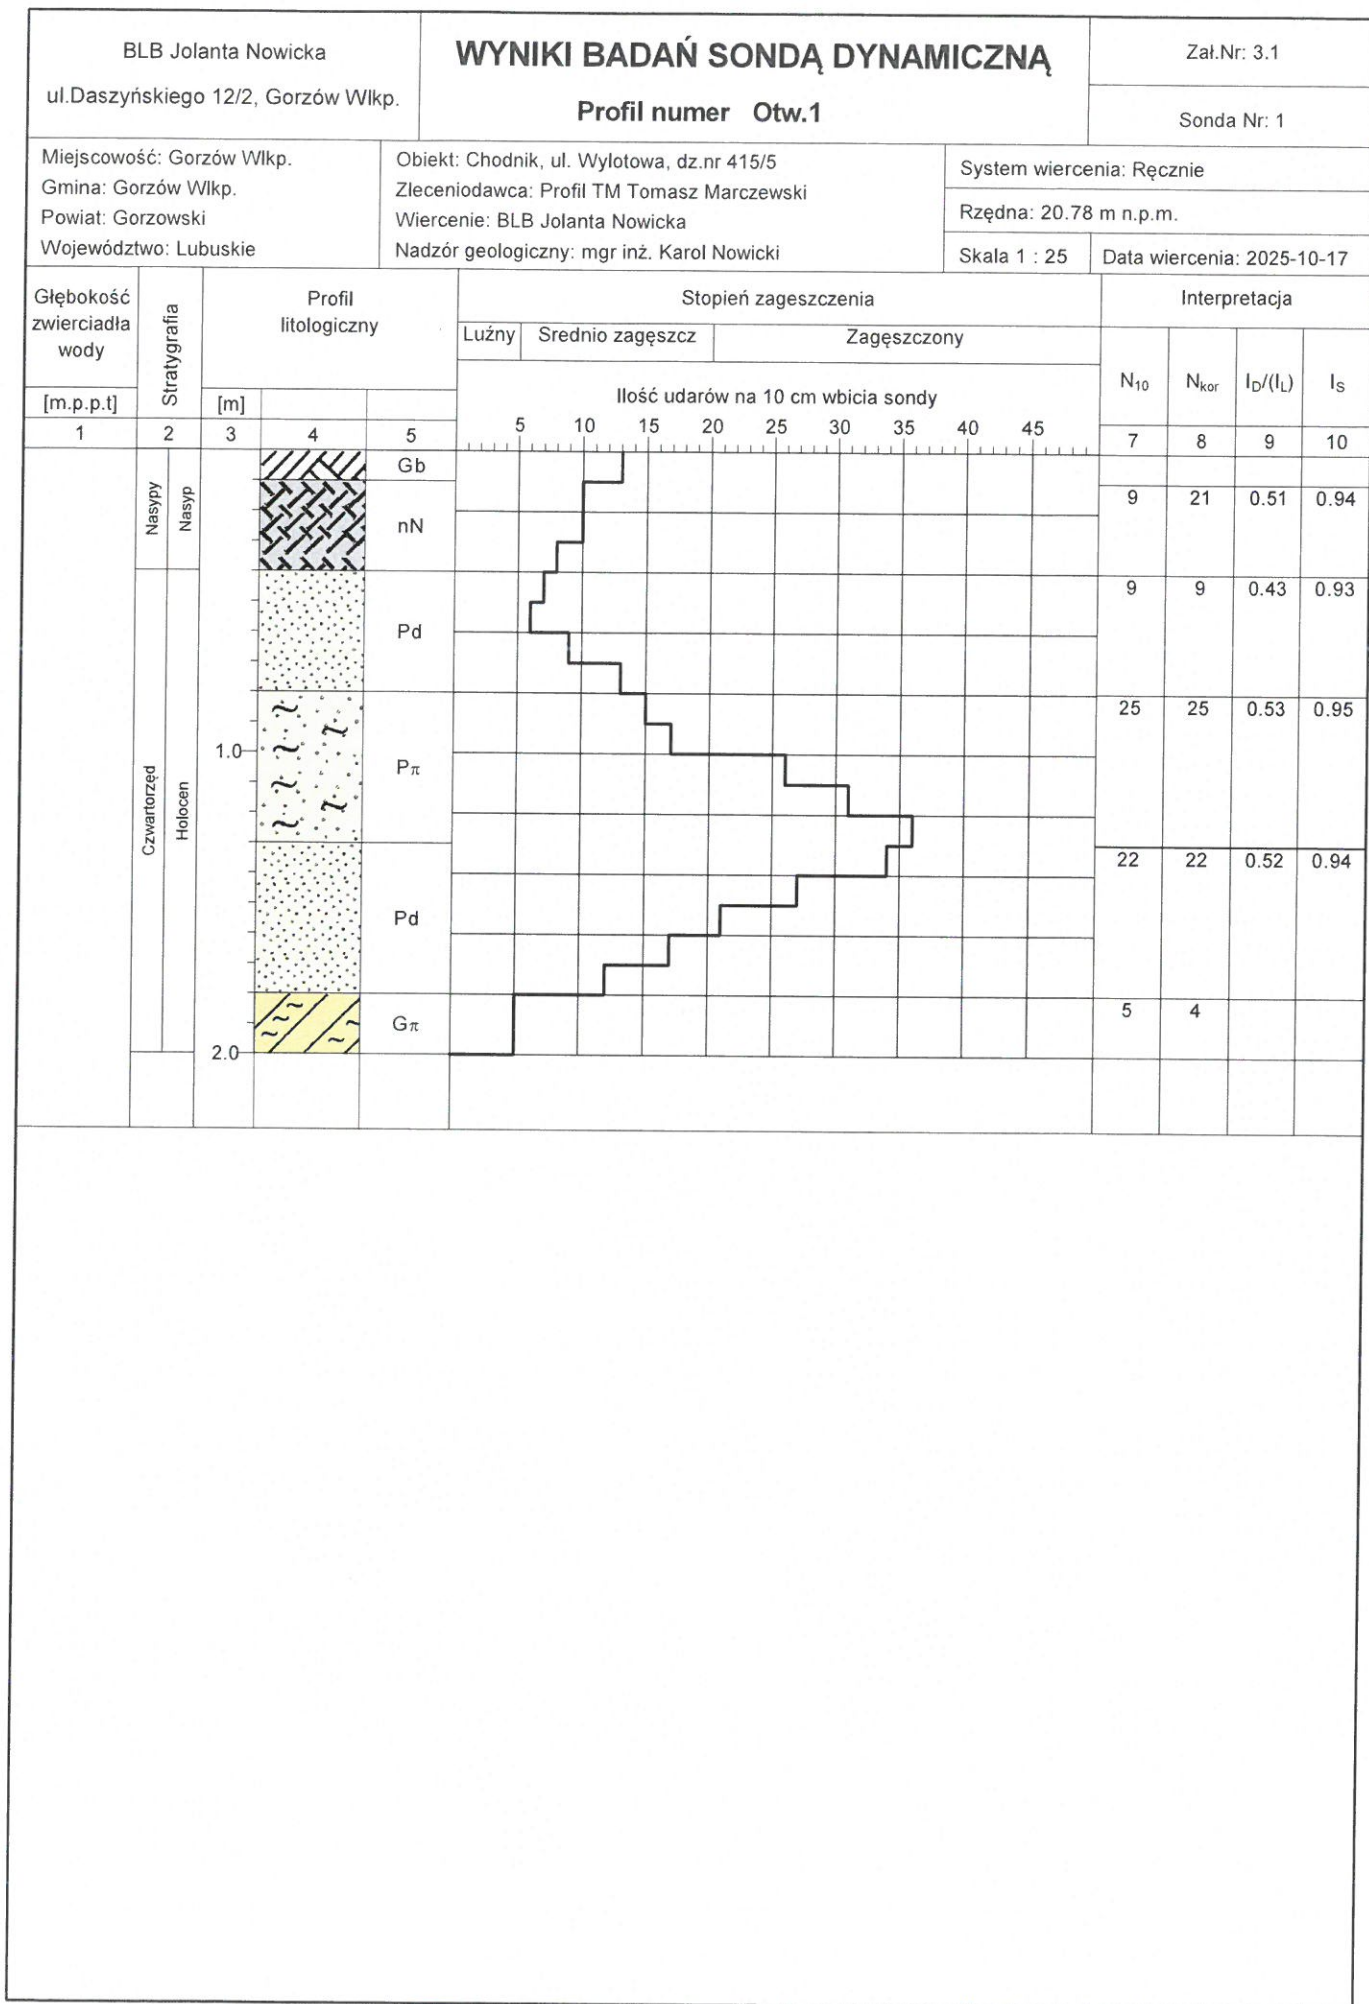 BLB Jolanta Nowicka
ul.Daszyńskiego 12/2, Gorzów Wlkp.
WYNIKI BADAŃ SONDĄ DYNAMICZNĄ
Profil numer Otw.1
Zał.Nr: 3.1
Sonda Nr: 1
Miejscowość: Gorzów Wlkp.
Gmina: Gorzów Wlkp.
Powiat: Gorzowski
Województwo: Lubuskie
Obiekt: Chodnik, ul. Wylotowa, dz.nr 415/5
Zleceniodawca: Profil TM Tomasz Marczewski
Wiercenie: BLB Jolanta Nowicka
Nadzór geologiczny: mgr inż. Karol Nowicki
System wiercenia: Ręcznie
Rzędna: 20.78 m n.p.m.
Skala 1 : 25
Data wiercenia: 2025-10-17
Głębokość
zwierciadła
wody
[m.p.p.t]
Stratygrafia
Profil
litologiczny
[m]
Stopień zageszczenia
Luźny
Srednio zagęszcz
Zagęszczony
Ilość udarów na 10 cm wbicia sondy
5 10 15 20 25 30 35 40 45
Interpretacja
N10 Nkor ID/(IL) IS
1 2 3 4 5 7 8 9 10
Nasypy
Nasyp
Czwartorzęd
Holocen
1.0
2.0
Gb
nN
9 21 0.51 0.94
Pd
9 9 0.43 0.93
Pπ
25 25 0.53 0.95
Pd
22 22 0.52 0.94
Gπ
5 4